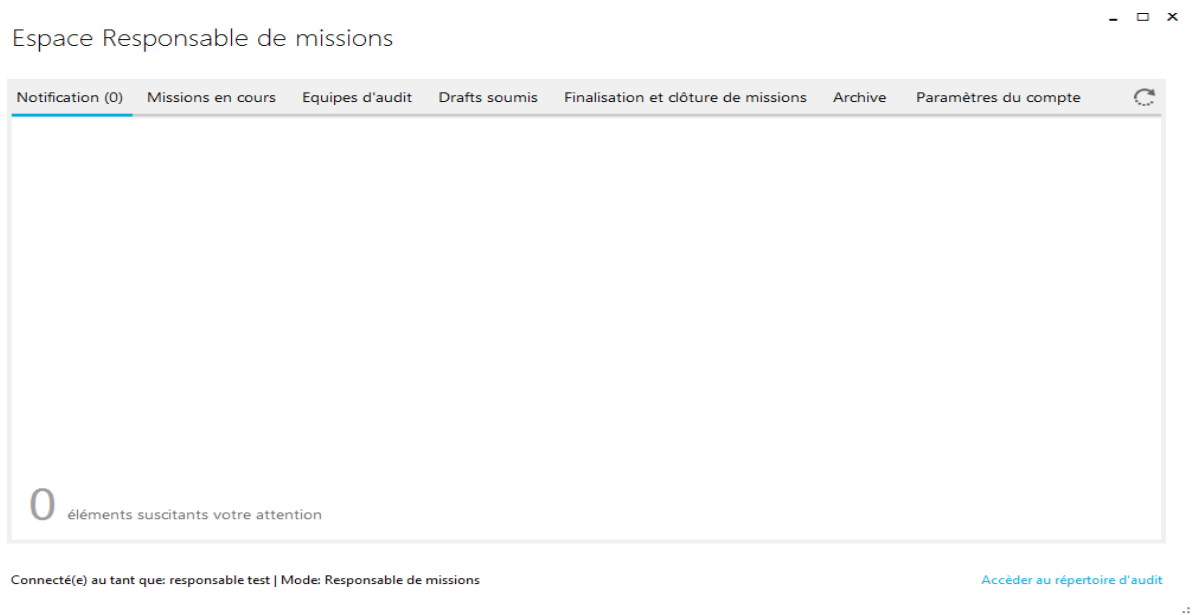 Espace Responsable de missions
Notification (0) Missions en cours Equipes d'audit Drafts soumis Finalisation et clôture de missions Archive Paramètres du compte
0 éléments suscitants votre attention
Connecté(e) au tant que: responsable test | Mode: Responsable de missions Accèder au répertoire d'audit